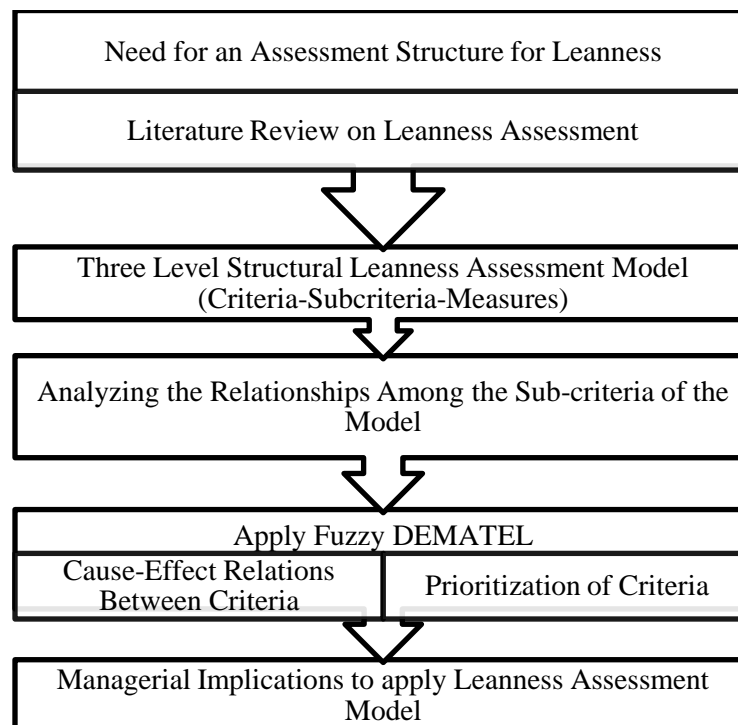 Need for an Assessment Structure for Leanness
Literature Review on Leanness Assessment
Three Level Structural Leanness Assessment Model
(Criteria-Subcriteria-Measures)
Analyzing the Relationships Among the Sub-criteria of the
Model
Apply Fuzzy DEMATEL
Cause-Effect Relations
Between Criteria
Prioritization of Criteria
Managerial Implications to apply Leanness Assessment
Model